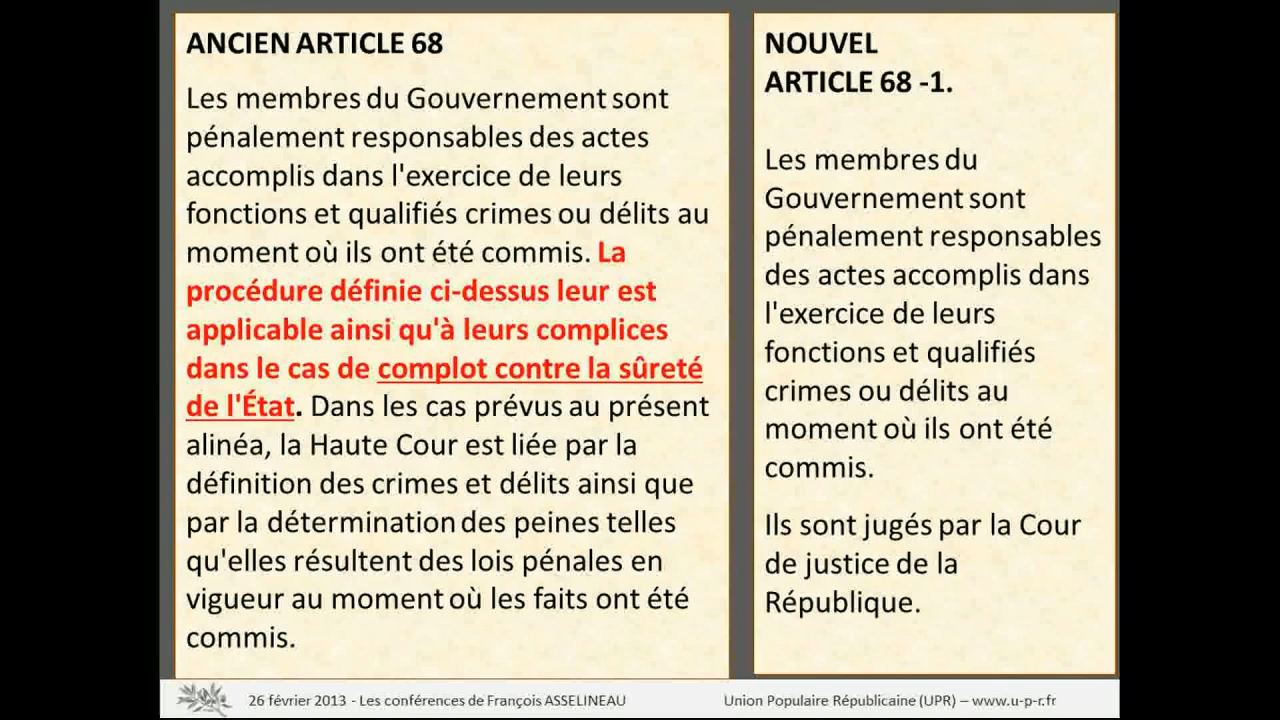 ANCIEN ARTICLE 68
Les membres du Gouvernement sont
pénalement responsables des actes
accomplis dans l'exercice de leurs
fonctions et qualifiés crimes ou délits au
moment où ils ont été commis. La
procédure définie ci-dessus leur est
applicable ainsi qu'à leurs complices
dans le cas de complot contre la sûreté
de l'État. Dans les cas prévus au présent
alinéa, la Haute Cour est liée par la
définition des crimes et délits ainsi que
par la détermination des peines telles
qu'elles résultent des lois pénales en
vigueur au moment où les faits ont été
commis.
NOUVEL
ARTICLE 68 -1.
Les membres du
Gouvernement sont
pénalement responsables
des actes accomplis dans
l'exercice de leurs
fonctions et qualifiés
crimes ou délits au
moment où ils ont été
commis.
Ils sont jugés par la Cour
de justice de la
République.
26 février 2013 - Les conférences de François ASSELINEAU
Union Populaire Républicaine (UPR) – www.u-p-r.fr